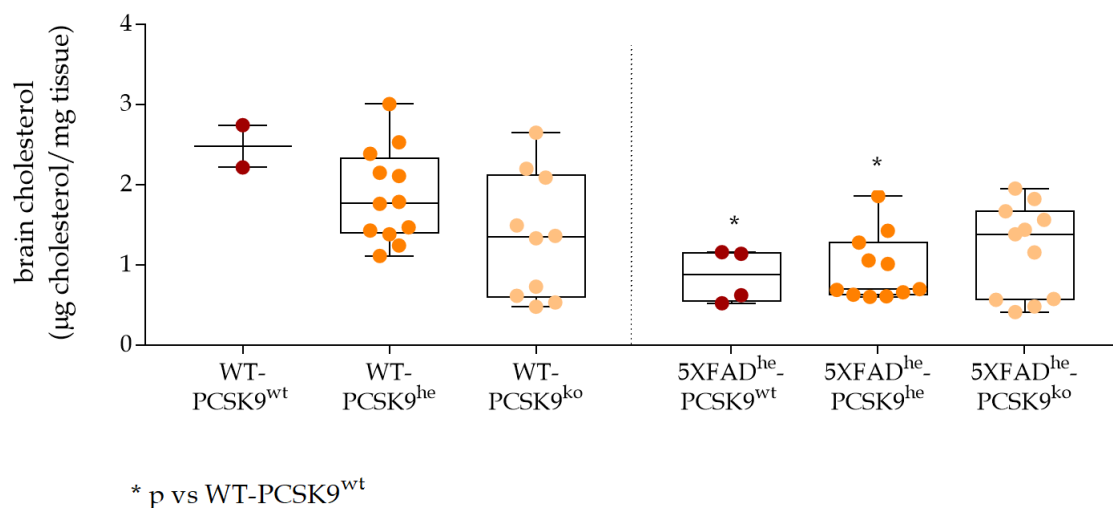 brain cholesterol
(µg cholesterol/ mg tissue)
4
3
2
1
0
*
*
WT-
PCSK9wt
WT-
PCSK9he
WT-
PCSK9ko
5XFADhe-
PCSK9wt
5XFADhe-
PCSK9he
5XFADhe-
PCSK9ko
* p vs WT-PCSK9wt